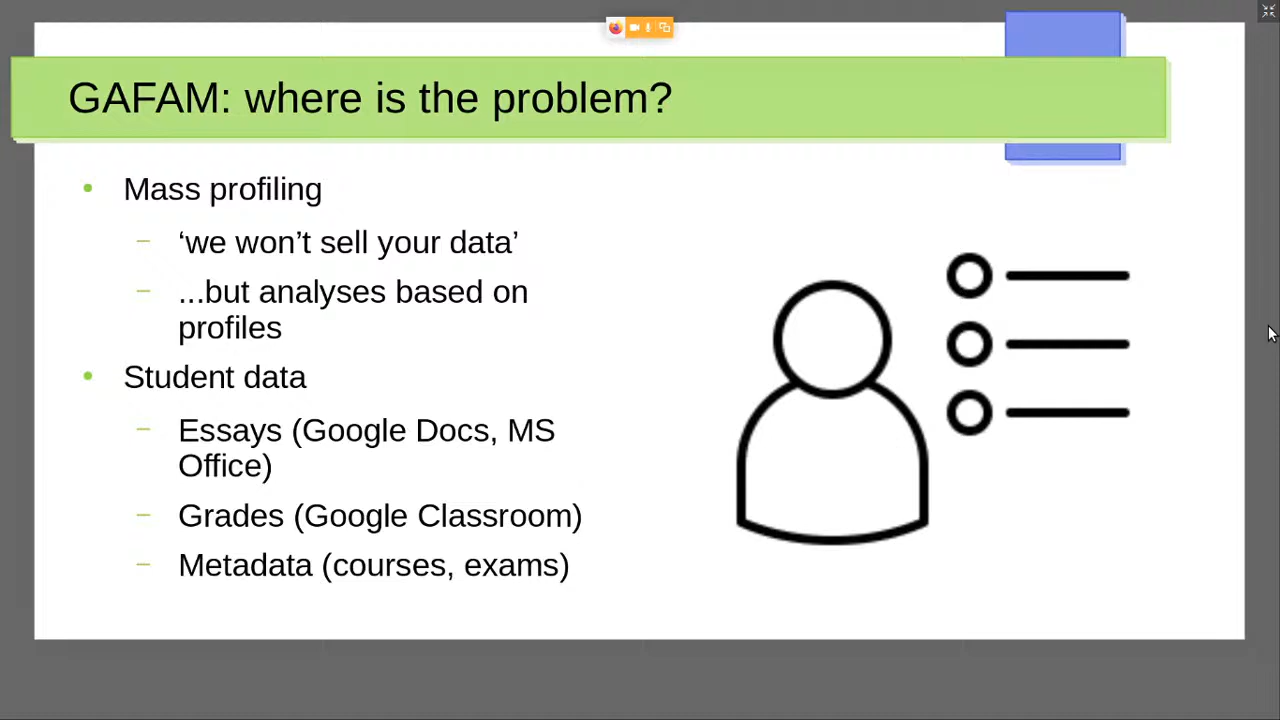 GAFAM: where is the problem?
Mass profiling
‘we won’t sell your data’
...but analyses based on
profiles
Student data
Essays (Google Docs, MS
Office)
Grades (Google Classroom)
Metadata (courses, exams)